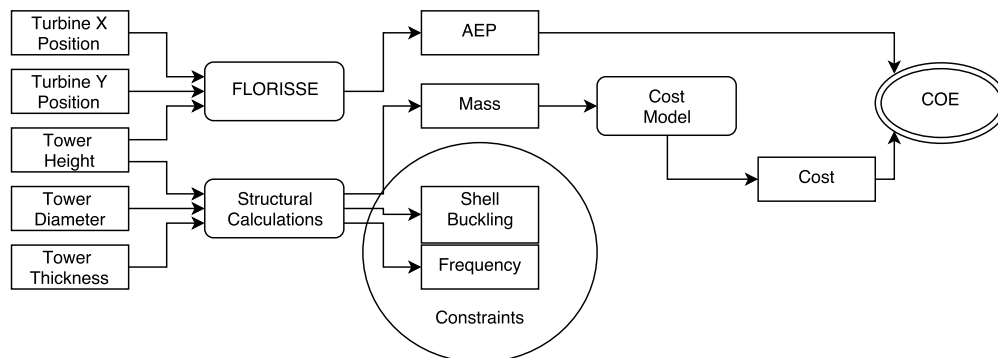 Turbine X
Position
Turbine Y
Position
Tower
Height
Tower
Diameter
Tower
Thickness
FLORISSE
Structural
Calculations
AEP
Mass
Shell
Buckling
Frequency
Constraints
Cost
Model
Cost
COE